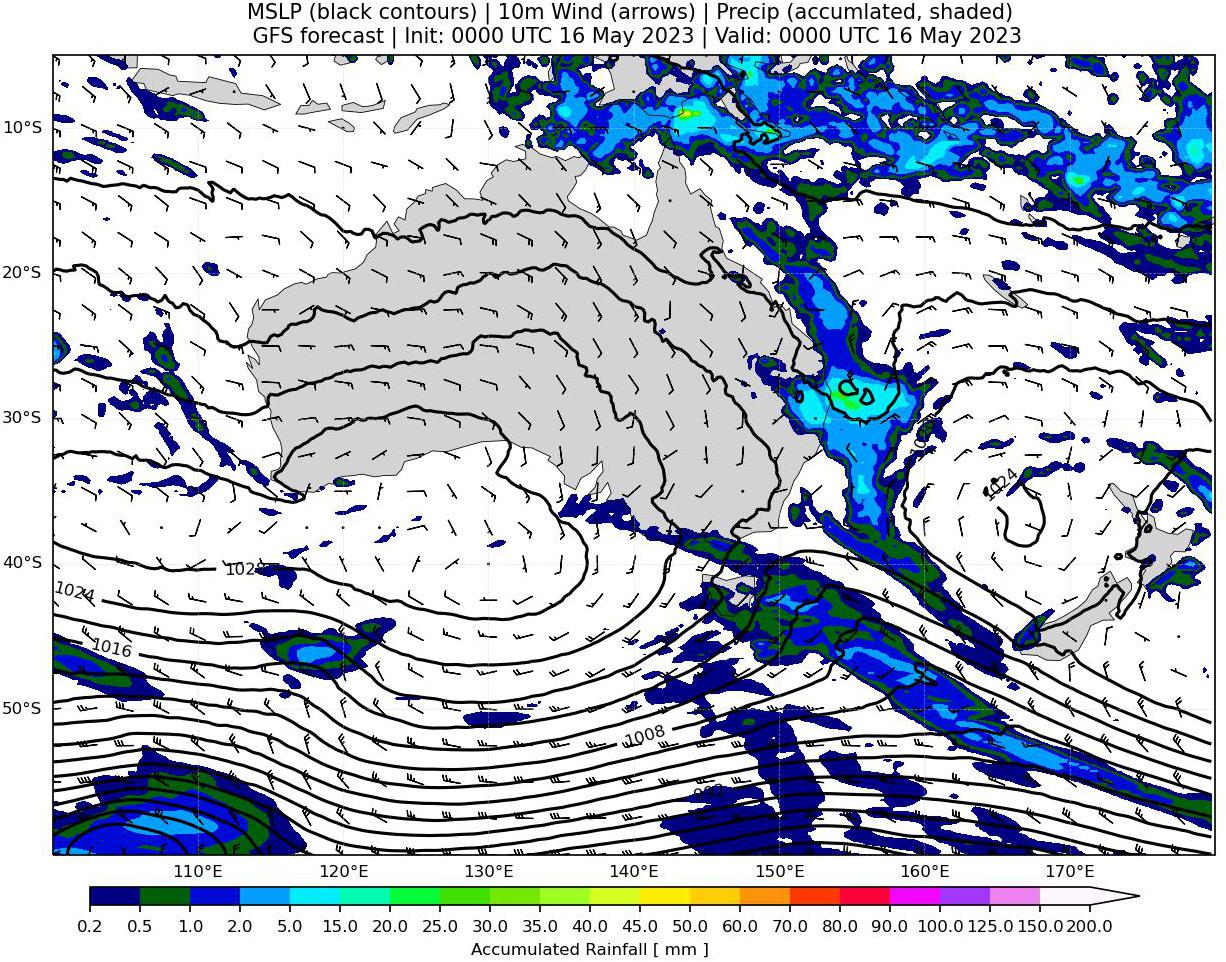 MSLP (black contours) | 10m Wind (arrows) | Precip (accumlated, shaded)
GFS forecast | Init: 0000 UTC 16 May 2023 | Valid: 0000 UTC 16 May 2023
10°S
20°S
30°S
1024
40°S
1028
1024
1016
50°S
1008
992
110°E 120°E 130°E 140°E 150°E 160°E 170°E
0.2 0.5 1.0 2.0 5.0 15.0 20.0 25.0 30.0 35.0 40.0 45.0 50.0 60.0 70.0 80.0 90.0 100.0 125.0 150.0 200.0
Accumulated Rainfall [ mm ]